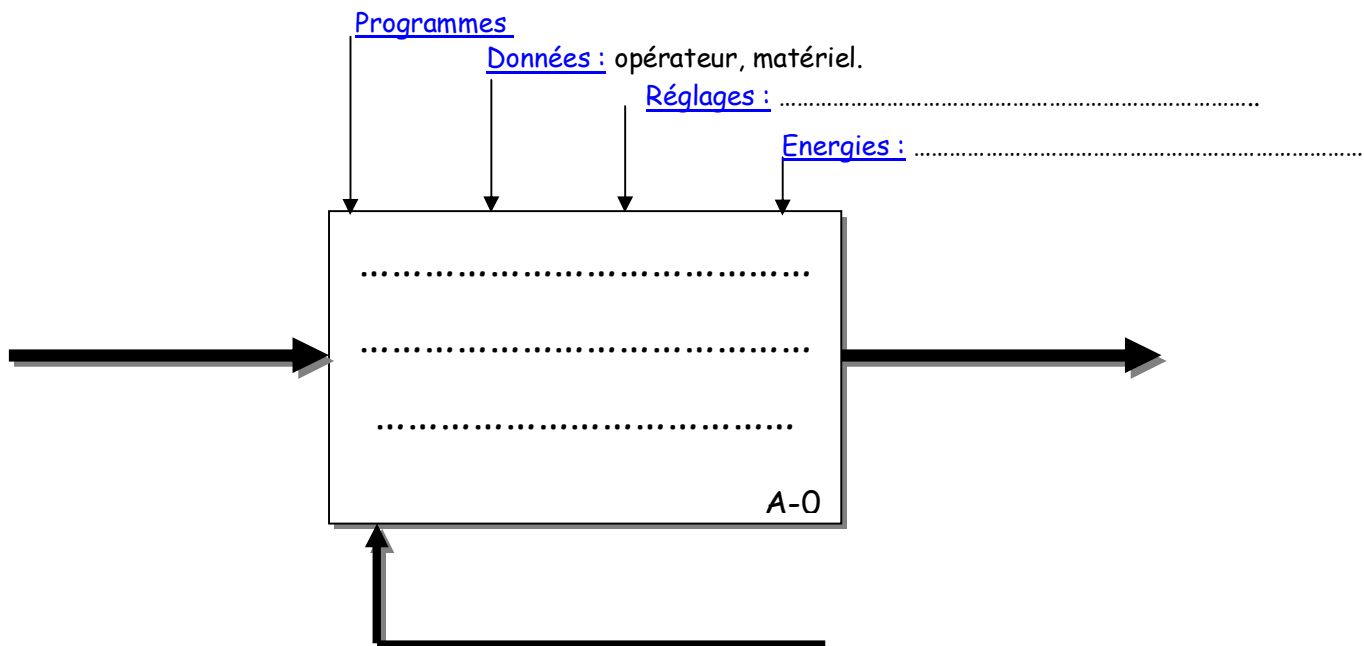 Programmes
Données : opérateur, matériel.
Réglages : ……………………………………………………………………..
Energies : …………………………………………………………………
……………………………………
……………………………………
…………………………………
A-0